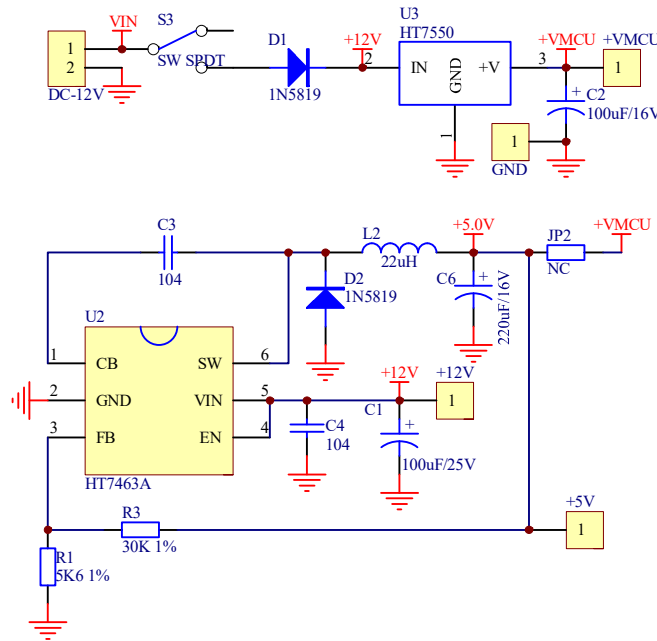 VIN
S3
SW SPDT
1
2
DC-12V
D1
1N5819
+12V
2
U3
HT7550
IN
GND
+V
1
3
+VMCU
+VMCU
1
C2
100uF/16V
1
GND
C3
104
L2
22uH
+5.0V
JP2
NC
+VMCU
D2
1N5819
C6
220uF/16V
U2
1
CB
SW
6
2
GND
VIN
5
3
FB
EN
4
HT7463A
+12V
+12V
1
C1
C4
104
100uF/25V
R3
30K 1%
+5V
1
R1
5K6 1%